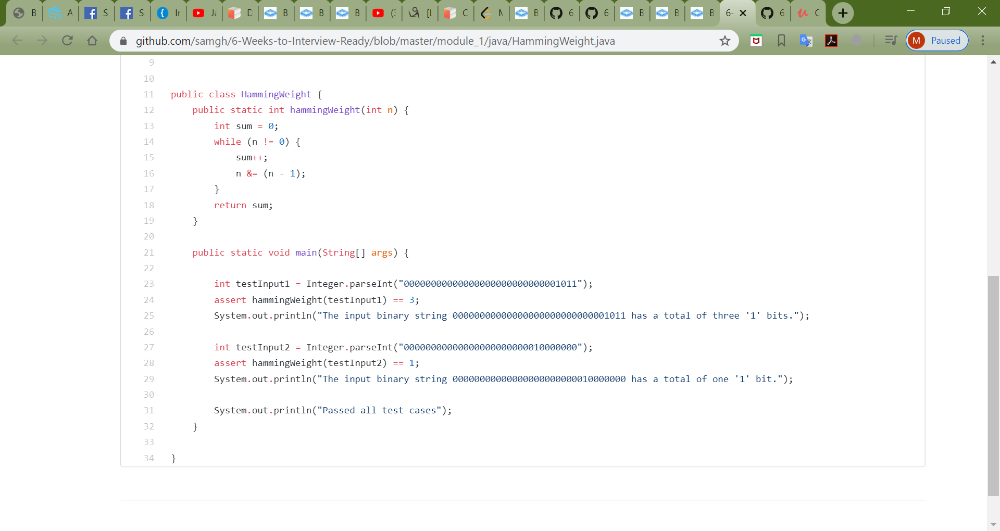 B A S S Ir Ja D B B B (3 [L C N B 6 6 B B B 6- 6 C
github.com/samgh/6-Weeks-to-Interview-Ready/blob/master/module_1/java/HammingWeight.java M Paused
9
10
11 public class HammingWeight {
12 public static int hammingWeight(int n) {
13 int sum = 0;
14 while (n != 0) {
15 sum++;
16 n &= (n - 1);
17 }
18 return sum;
19 }
20
21 public static void main(String[] args) {
22
23 int testInput1 = Integer.parseInt("00000000000000000000000000001011");
24 assert hammingWeight(testInput1) == 3;
25 System.out.println("The input binary string 00000000000000000000000000001011 has a total of three '1' bits.");
26
27 int testInput2 = Integer.parseInt("00000000000000000000000010000000");
28 assert hammingWeight(testInput2) == 1;
29 System.out.println("The input binary string 00000000000000000000000010000000 has a total of one '1' bit.");
30
31 System.out.println("Passed all test cases");
32 }
33
34 }